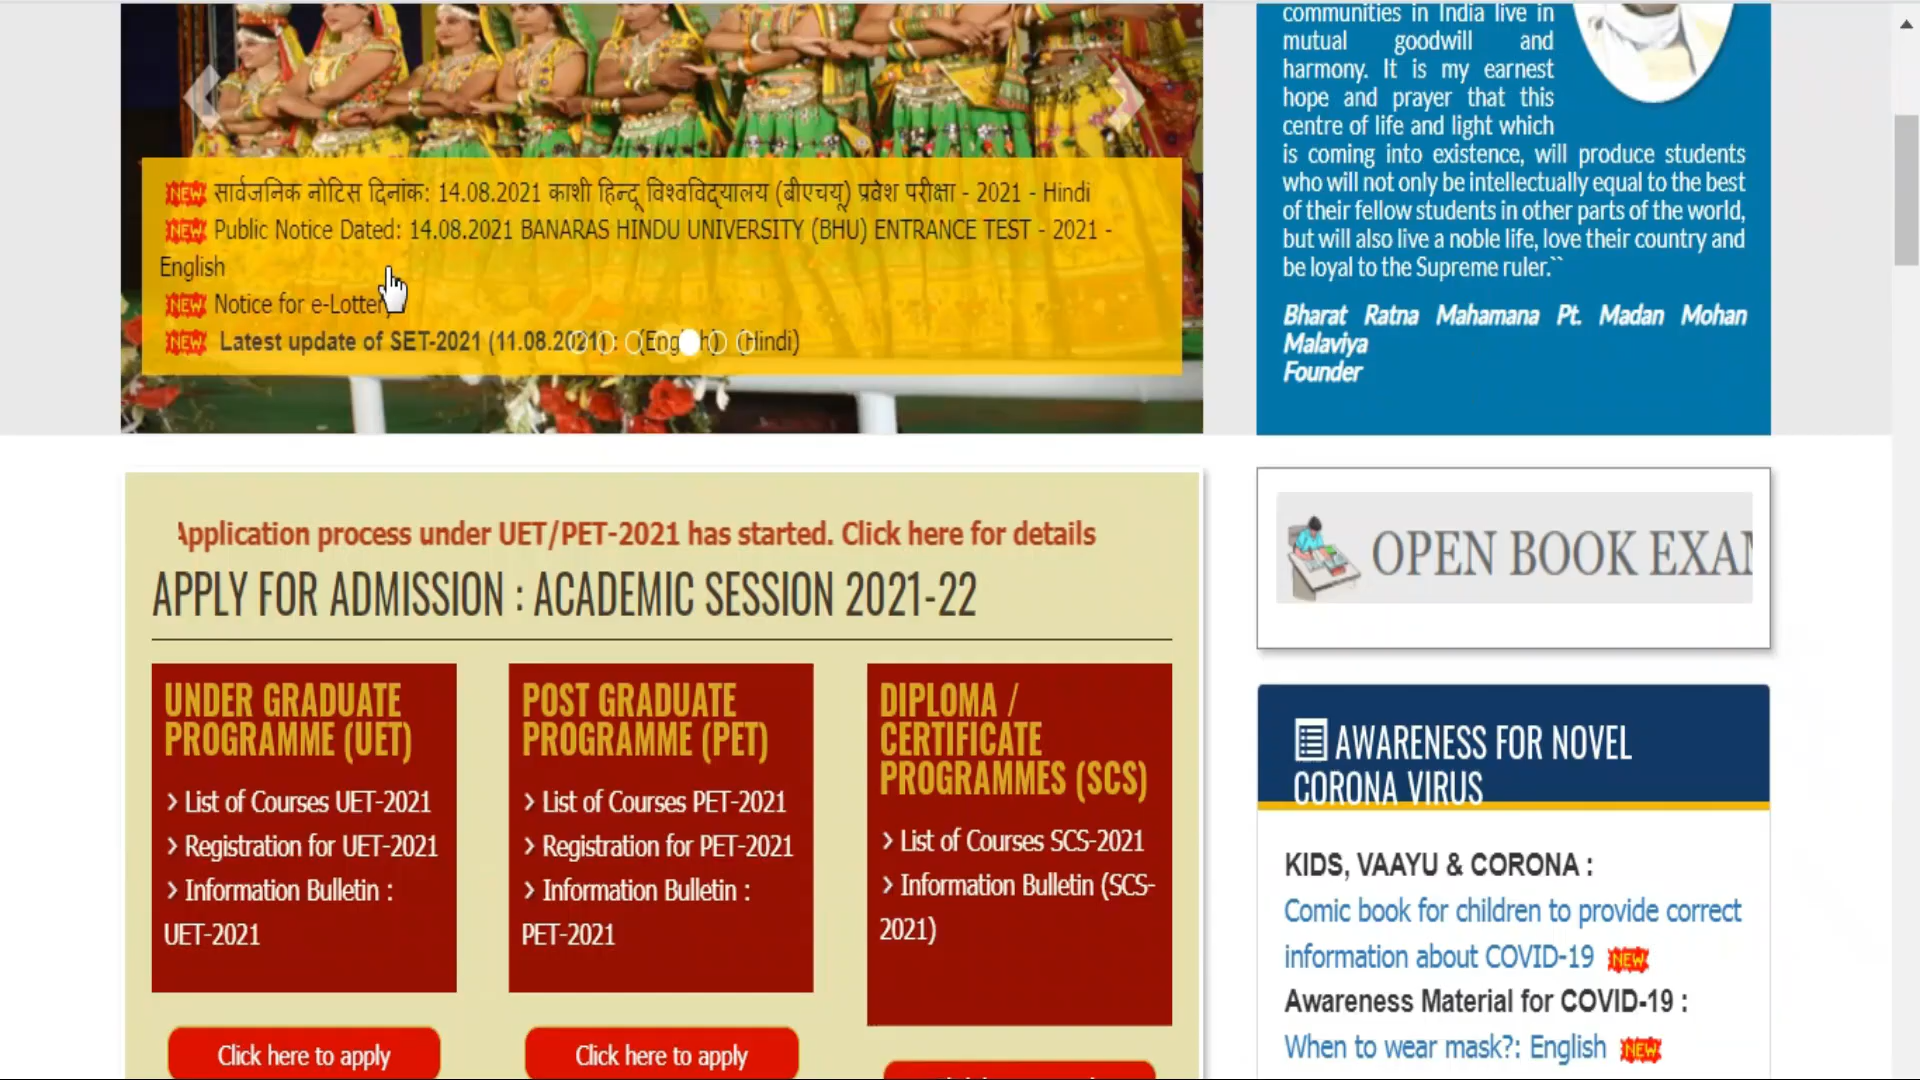 communities in India live in
mutual goodwill and
harmony. It is my earnest
hope and prayer that this
centre of life and light which
is coming into existence, will produce students
who will not only be intellectually equal to the best
of their fellow students in other parts of the world,
but will also live a noble life, love their country and
be loyal to the Supreme ruler.``
Bharat Ratna Mahamana Pt. Madan Mohan
Malaviya
Founder
NEW सार्वजनिक नोटिस दिनांक: 14.08.2021 काशी हिन्दू विश्वविद्यालय (बीएचयू) प्रवेश परीक्षा - 2021 - Hindi
NEW Public Notice Dated: 14.08.2021 BANARAS HINDU UNIVERSITY (BHU) ENTRANCE TEST - 2021 -
English
NEW Notice for e-Lottery
NEW Latest update of SET-2021 (11.08.2021) : (English) (Hindi)
Application process under UET/PET-2021 has started. Click here for details
APPLY FOR ADMISSION : ACADEMIC SESSION 2021-22
UNDER GRADUATE
PROGRAMME (UET)
› List of Courses UET-2021
› Registration for UET-2021
› Information Bulletin :
UET-2021
Click here to apply
POST GRADUATE
PROGRAMME (PET)
› List of Courses PET-2021
› Registration for PET-2021
› Information Bulletin :
PET-2021
Click here to apply
DIPLOMA /
CERTIFICATE
PROGRAMMES (SCS)
› List of Courses SCS-2021
› Information Bulletin (SCS-
2021)
OPEN BOOK EXAM
AWARENESS FOR NOVEL
CORONA VIRUS
KIDS, VAAYU & CORONA :
Comic book for children to provide correct
information about COVID-19 NEW
Awareness Material for COVID-19 :
When to wear mask?: English NEW